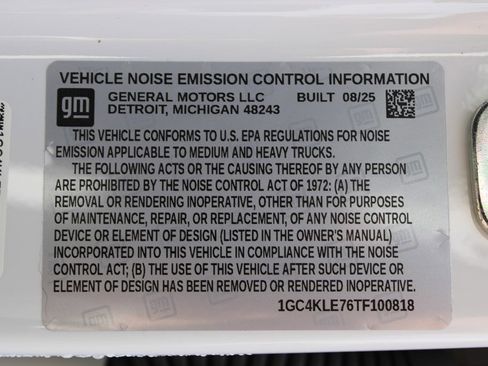 VEHICLE NOISE EMISSION CONTROL INFORMATION
gm GENERAL MOTORS LLC BUILT 08/25
DETROIT, MICHIGAN 48243
THIS VEHICLE CONFORMS TO U.S. EPA REGULATIONS FOR NOISE
EMISSION APPLICABLE TO MEDIUM AND HEAVY TRUCKS.
THE FOLLOWING ACTS OR THE CAUSING THEREOF BY ANY PERSON
ARE PROHIBITED BY THE NOISE CONTROL ACT OF 1972: (A) THE
REMOVAL OR RENDERING INOPERATIVE, OTHER THAN FOR PURPOSES
OF MAINTENANCE, REPAIR, OR REPLACEMENT, OF ANY NOISE CONTROL
DEVICE OR ELEMENT OF DESIGN (LISTED IN THE OWNER'S MANUAL)
INCORPORATED INTO THIS VEHICLE IN COMPLIANCE WITH THE NOISE
CONTROL ACT; (B) THE USE OF THIS VEHICLE AFTER SUCH DEVICE OR
ELEMENT OF DESIGN HAS BEEN REMOVED OR RENDERED INOPERATIVE.
1GC4KLE76TF100818